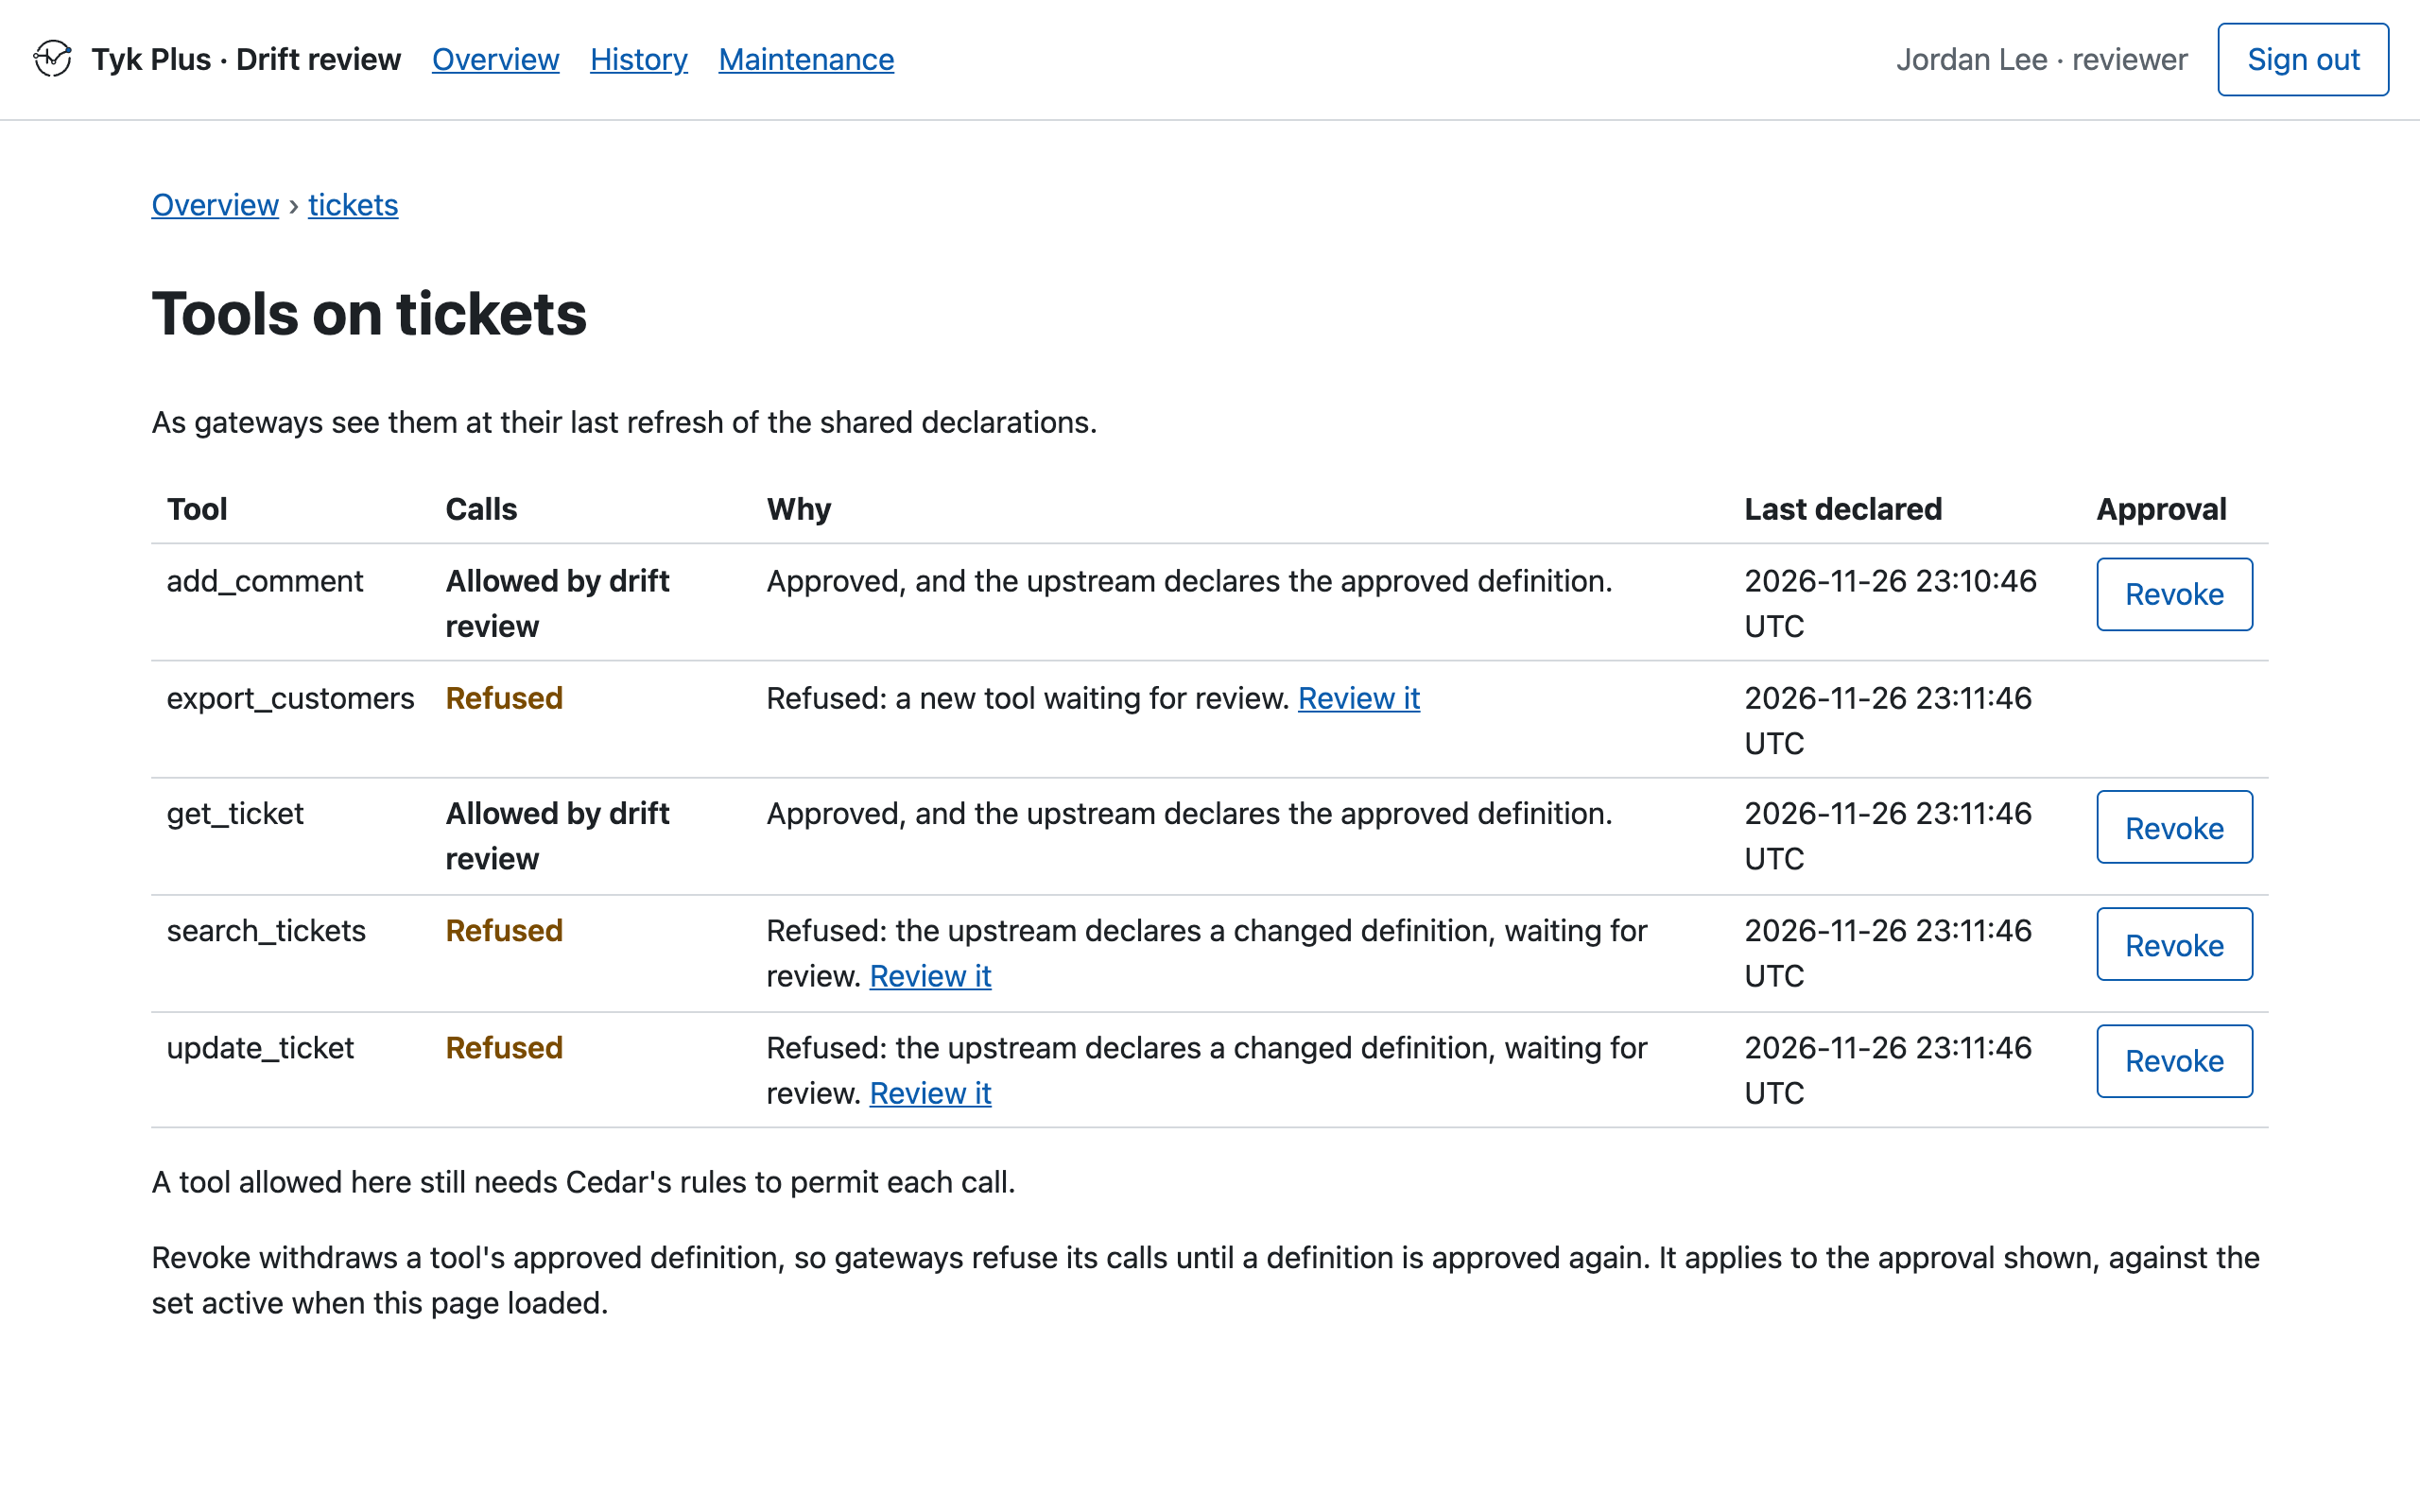 Tyk Plus · Drift review Overview History Maintenance Jordan Lee · reviewer Sign out
Overview › tickets
Tools on tickets
As gateways see them at their last refresh of the shared declarations.
Tool Calls Why Last declared Approval
add_comment Allowed by drift Approved, and the upstream declares the approved definition. 2026-11-26 23:10:46 Revoke
review UTC
export_customers Refused Refused: a new tool waiting for review. Review it 2026-11-26 23:11:46
UTC
get_ticket Allowed by drift Approved, and the upstream declares the approved definition. 2026-11-26 23:11:46 Revoke
review UTC
search_tickets Refused Refused: the upstream declares a changed definition, waiting for 2026-11-26 23:11:46 Revoke
review. Review it UTC
update_ticket Refused Refused: the upstream declares a changed definition, waiting for 2026-11-26 23:11:46 Revoke
review. Review it UTC
A tool allowed here still needs Cedar's rules to permit each call.
Revoke withdraws a tool's approved definition, so gateways refuse its calls until a definition is approved again. It applies to the approval shown, against the
set active when this page loaded.